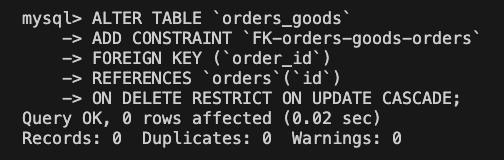 mysql> ALTER TABLE `orders_goods`
    -> ADD CONSTRAINT `FK-orders-goods-orders`
    -> FOREIGN KEY (`order_id`)
    -> REFERENCES `orders`(`id`)
    -> ON DELETE RESTRICT ON UPDATE CASCADE;
Query OK, 0 rows affected (0.02 sec)
Records: 0  Duplicates: 0  Warnings: 0